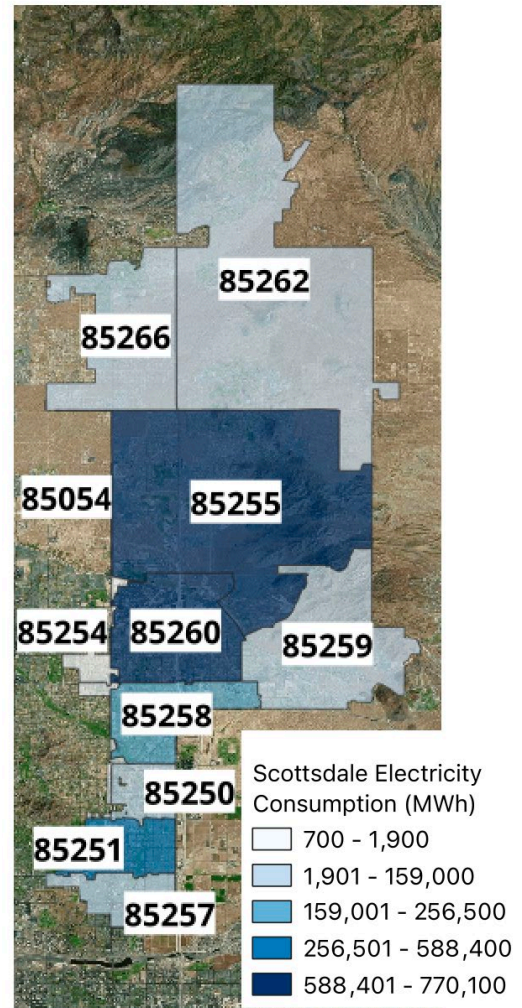 85262
85266
85054
85255
85254
85260
85259
85258
85250
85251
85257
Scottsdale Electricity
Consumption (MWh)
700 - 1,900
1,901 - 159,000
159,001 - 256,500
256,501 - 588,400
588,401 - 770,100